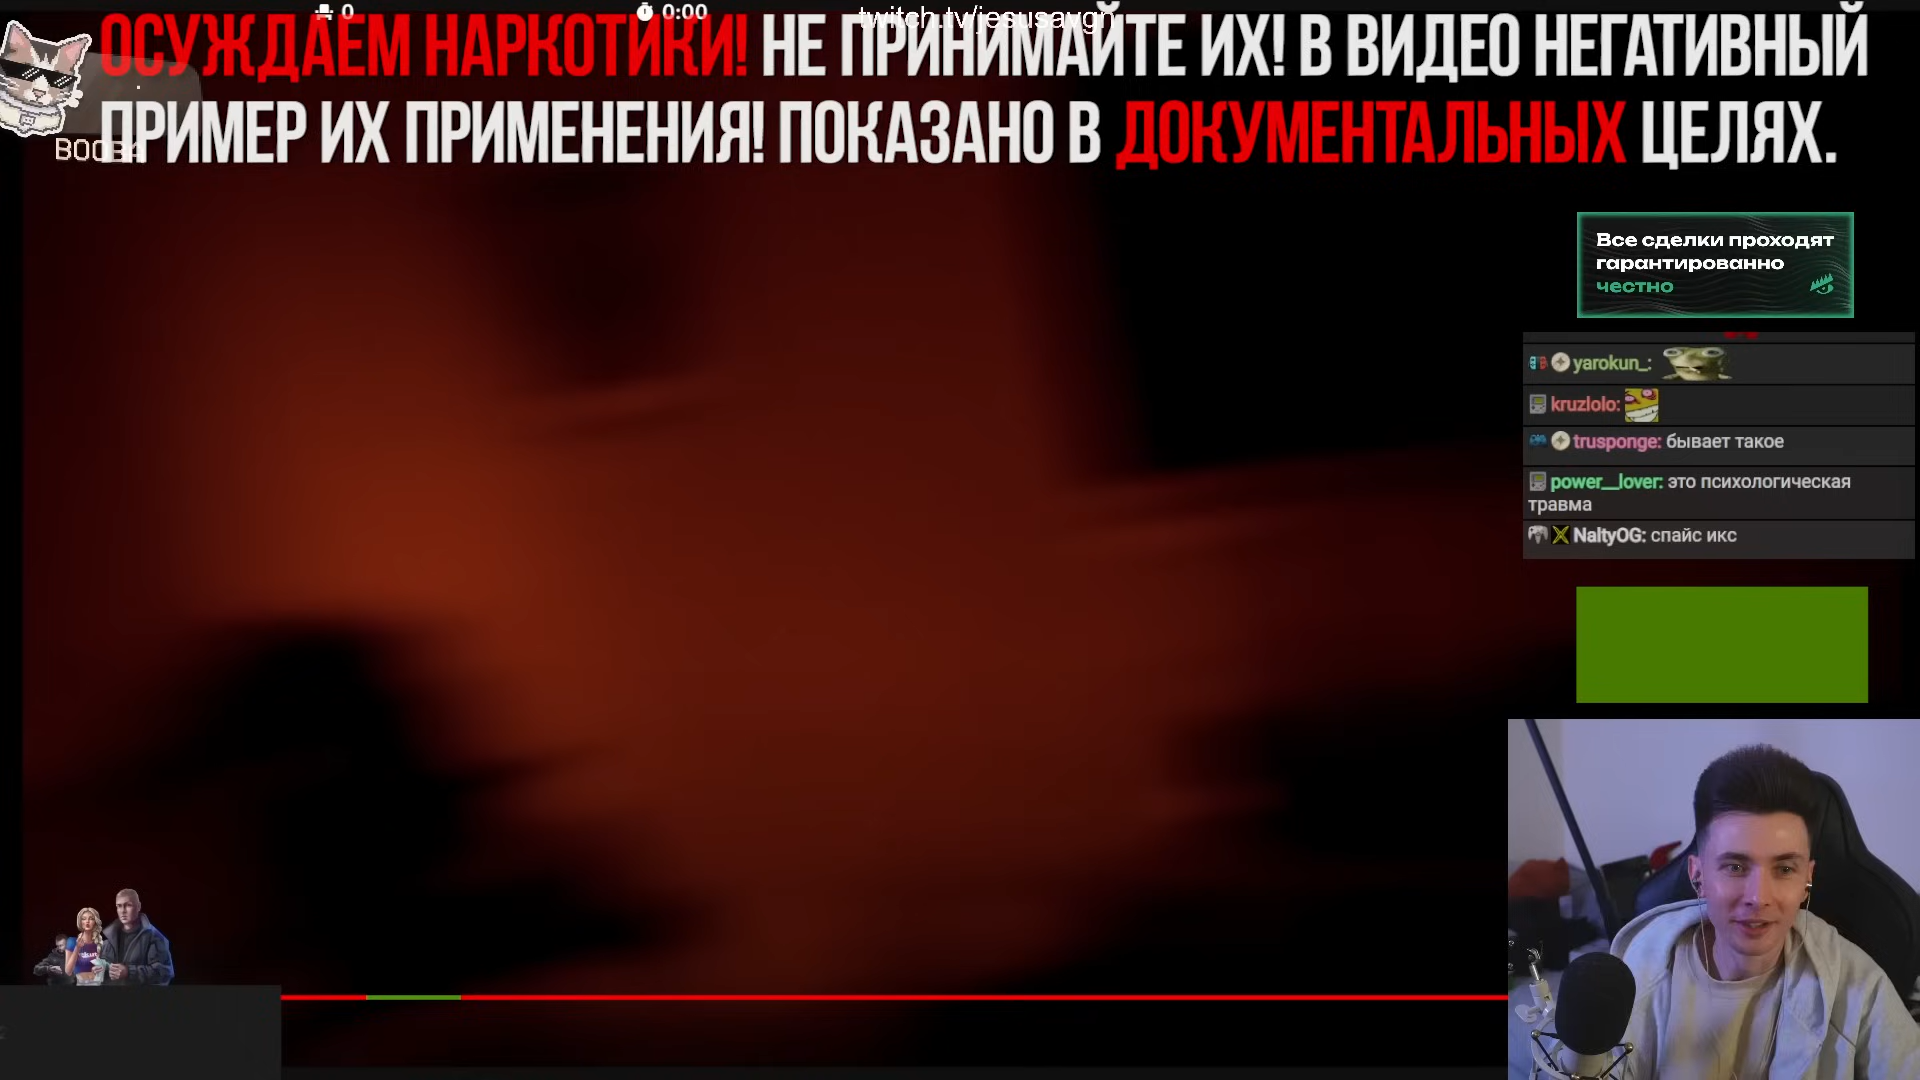 0
0:00
twitch.tv/jesusavgn
ОСУЖДАЕМ НАРКОТИКИ! НЕ ПРИНИМАЙТЕ ИХ! В ВИДЕО НЕГАТИВНЫЙ
ПРИМЕР ИХ ПРИМЕНЕНИЯ! ПОКАЗАНО В ДОКУМЕНТАЛЬНЫХ ЦЕЛЯХ.
Все сделки проходят
гарантированно
честно
yarokun_:
kruzlolo:
trusponge: бывает такое
power__lover: это психологическая
травма
NaltyOG: спайс икс